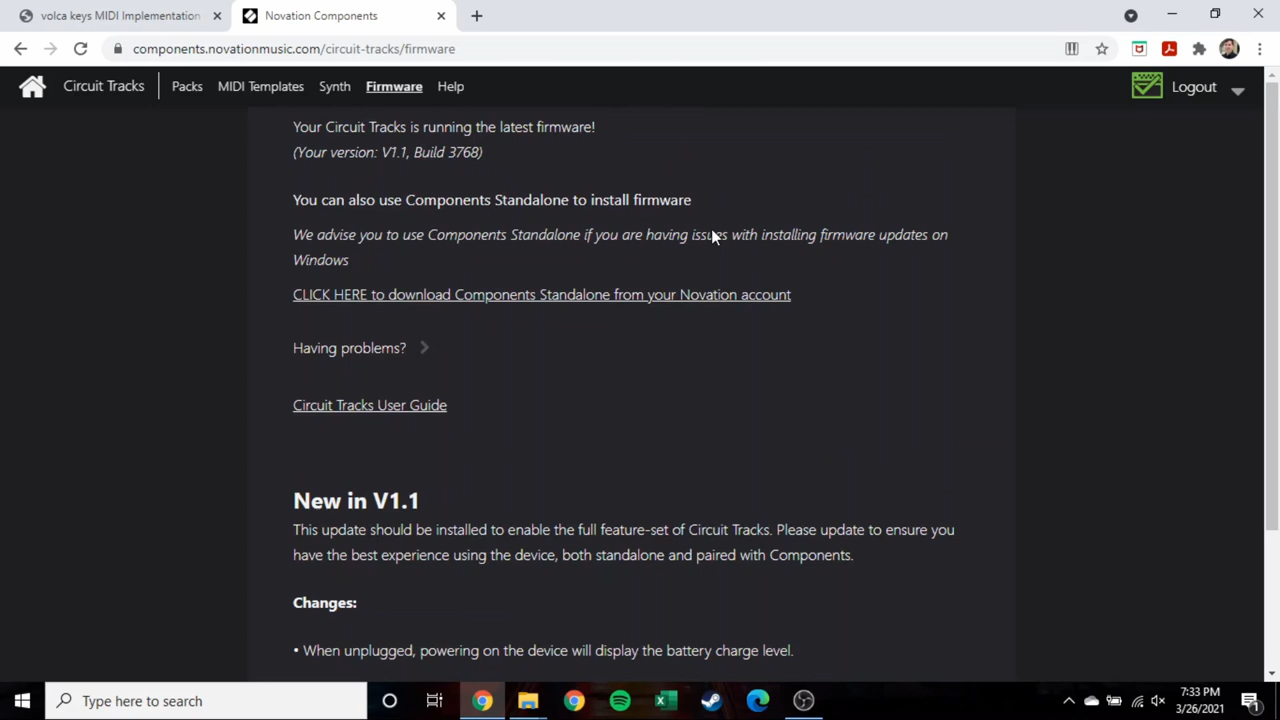 volca keys MIDI Implementation
Novation Components
components.novationmusic.com/circuit-tracks/firmware
Circuit Tracks Packs MIDI Templates Synth Firmware Help Logout
Your Circuit Tracks is running the latest firmware!
(Your version: V1.1, Build 3768)
You can also use Components Standalone to install firmware
We advise you to use Components Standalone if you are having issues with installing firmware updates on
Windows
CLICK HERE to download Components Standalone from your Novation account
Having problems?
Circuit Tracks User Guide
New in V1.1
This update should be installed to enable the full feature-set of Circuit Tracks. Please update to ensure you
have the best experience using the device, both standalone and paired with Components.
Changes:
• When unplugged, powering on the device will display the battery charge level.
Type here to search
7:33 PM
3/26/2021
1